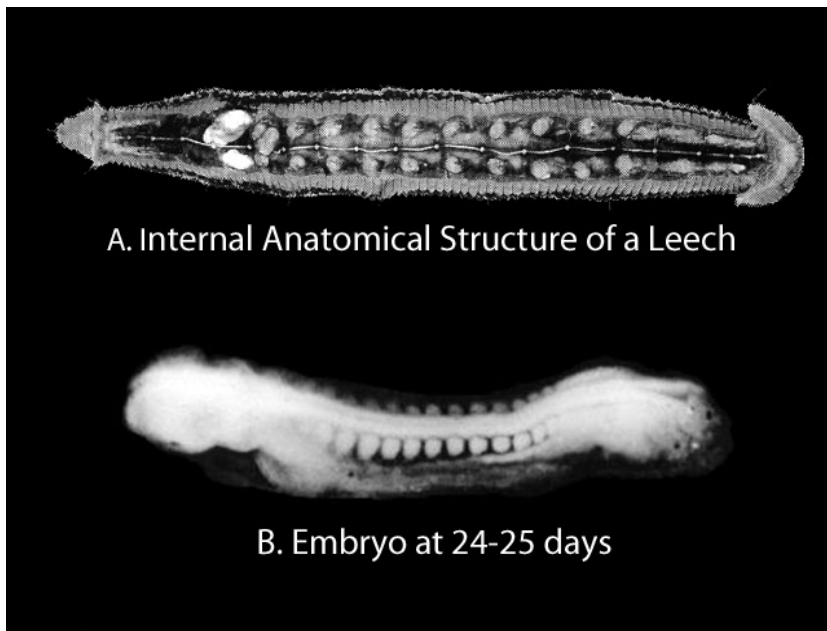 A. Internal Anatomical Structure of a Leech
B. Embryo at 24-25 days